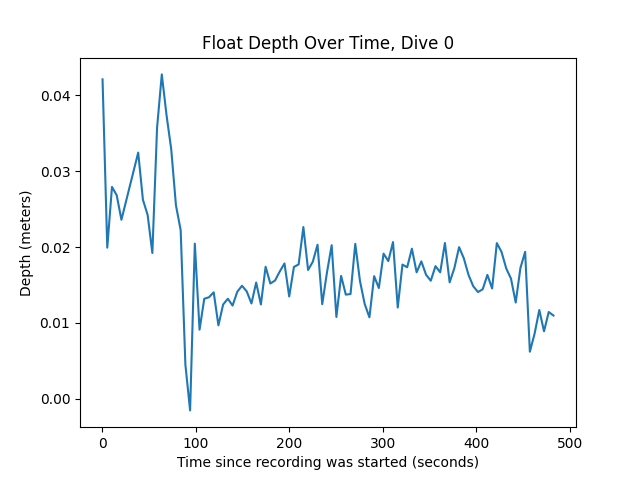 Float Depth Over Time, Dive 0
Depth (meters)
0.04
0.03
0.02
0.01
0.00
0 100 200 300 400 500
Time since recording was started (seconds)